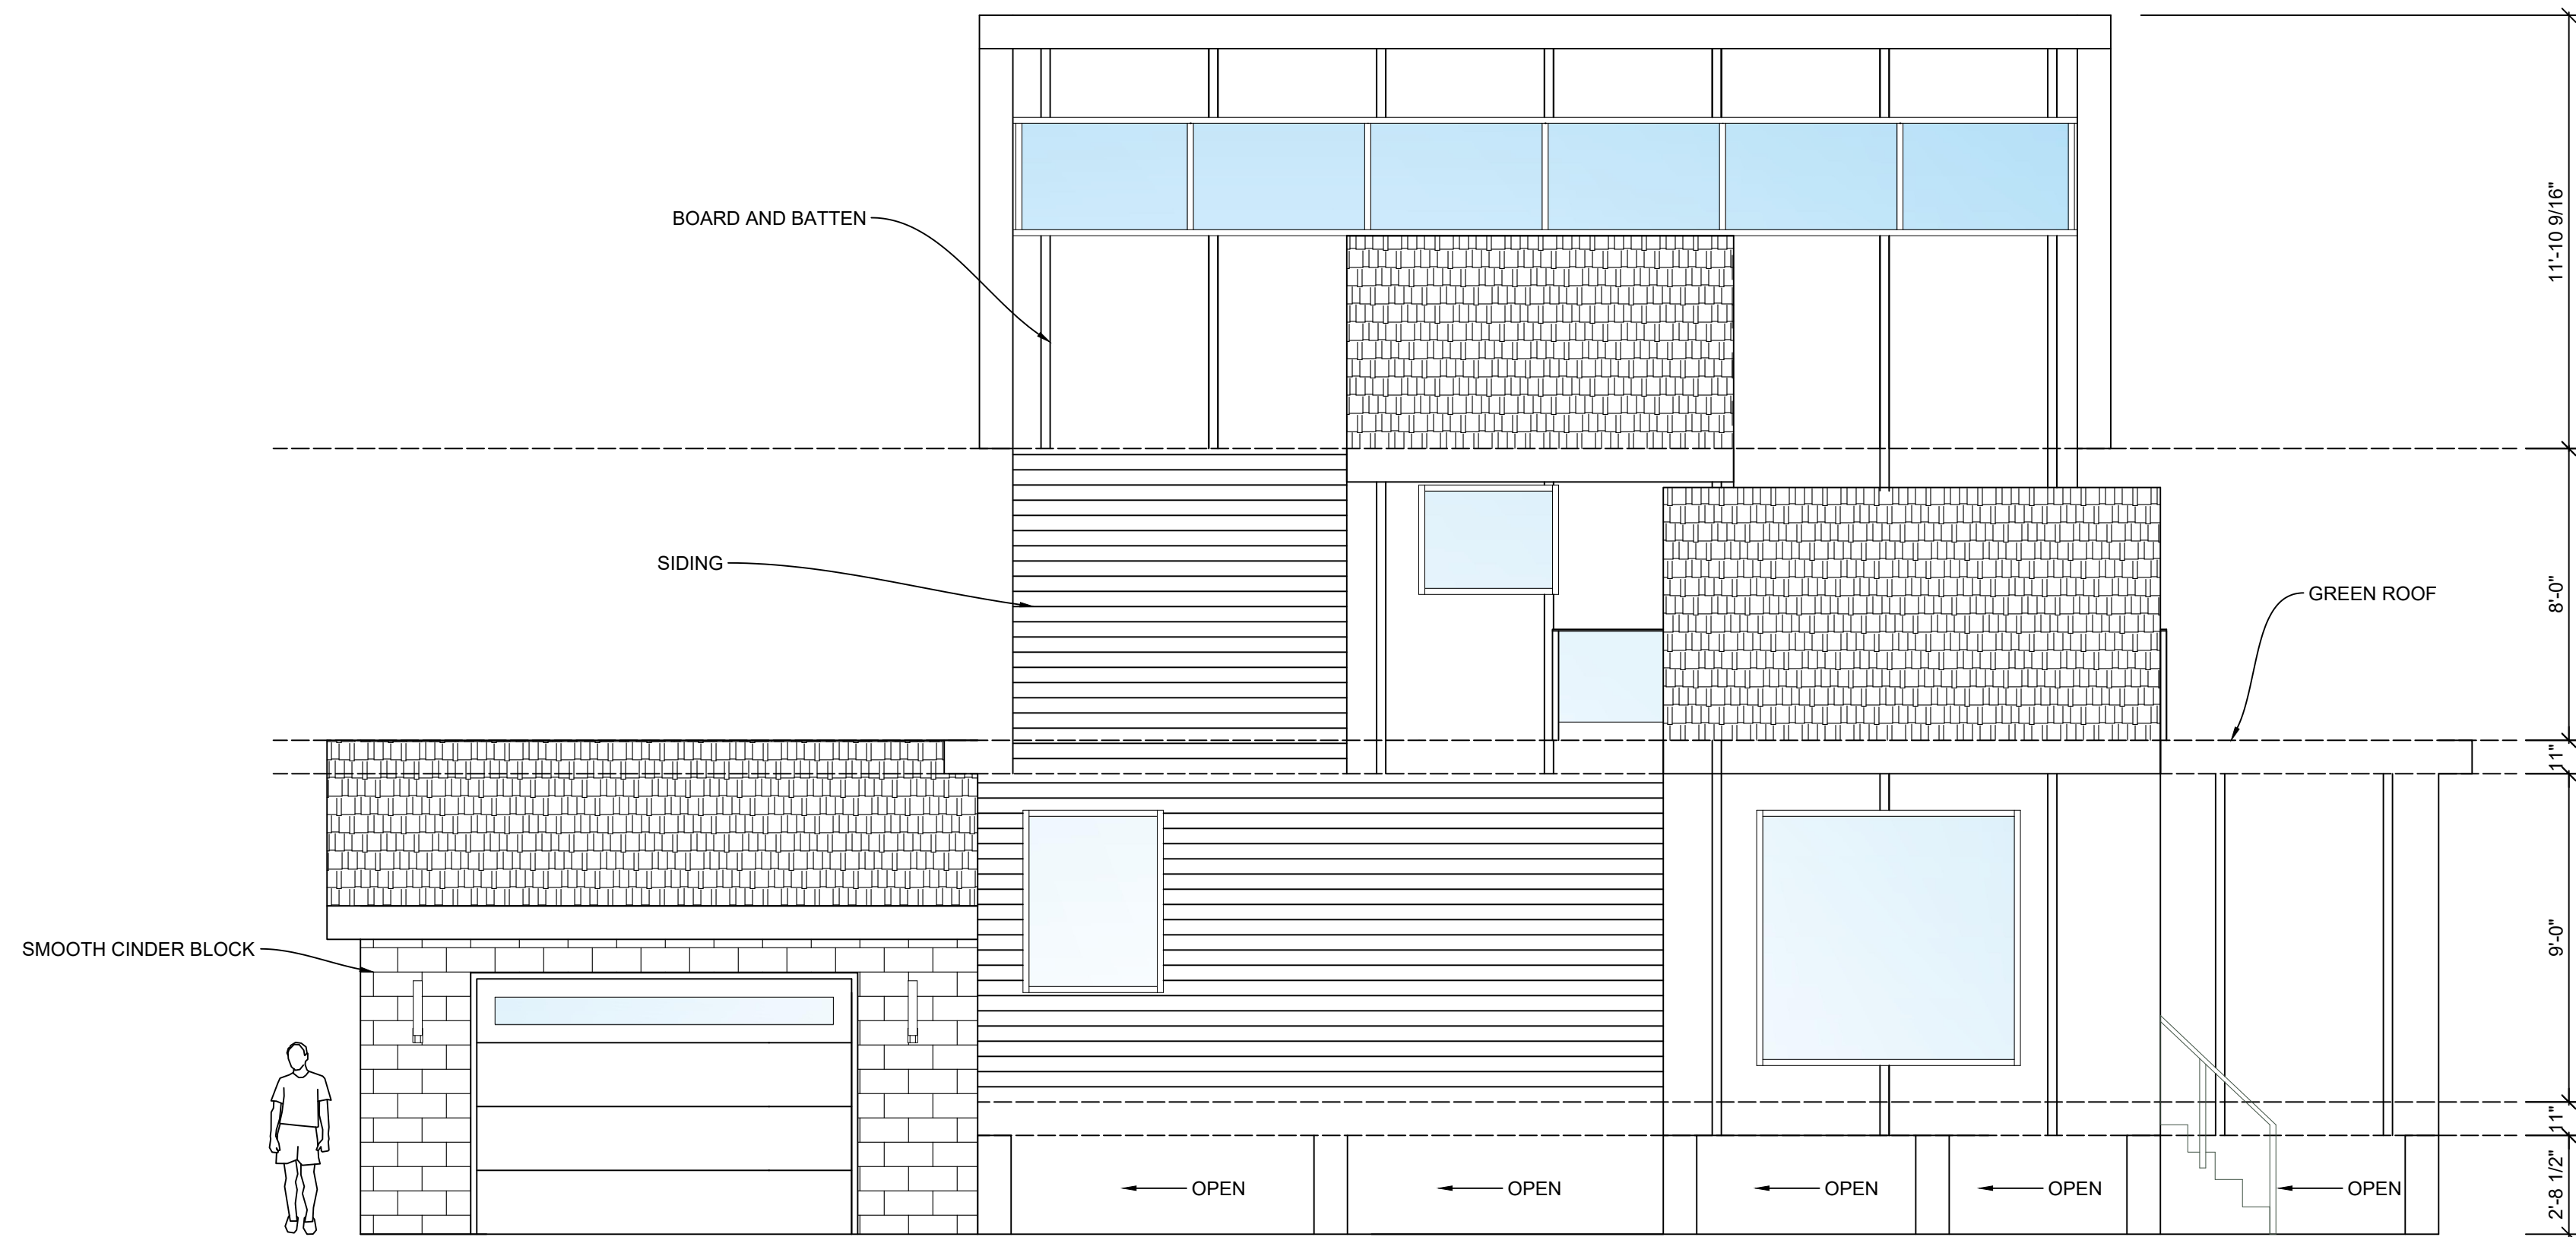 BOARD AND BATTEN
11'-10 9/16"
SIDING
GREEN ROOF
8'-0"
11"
SMOOTH CINDER BLOCK
9'-0"
11"
OPEN
OPEN
OPEN
OPEN
OPEN
2'-8 1/2"